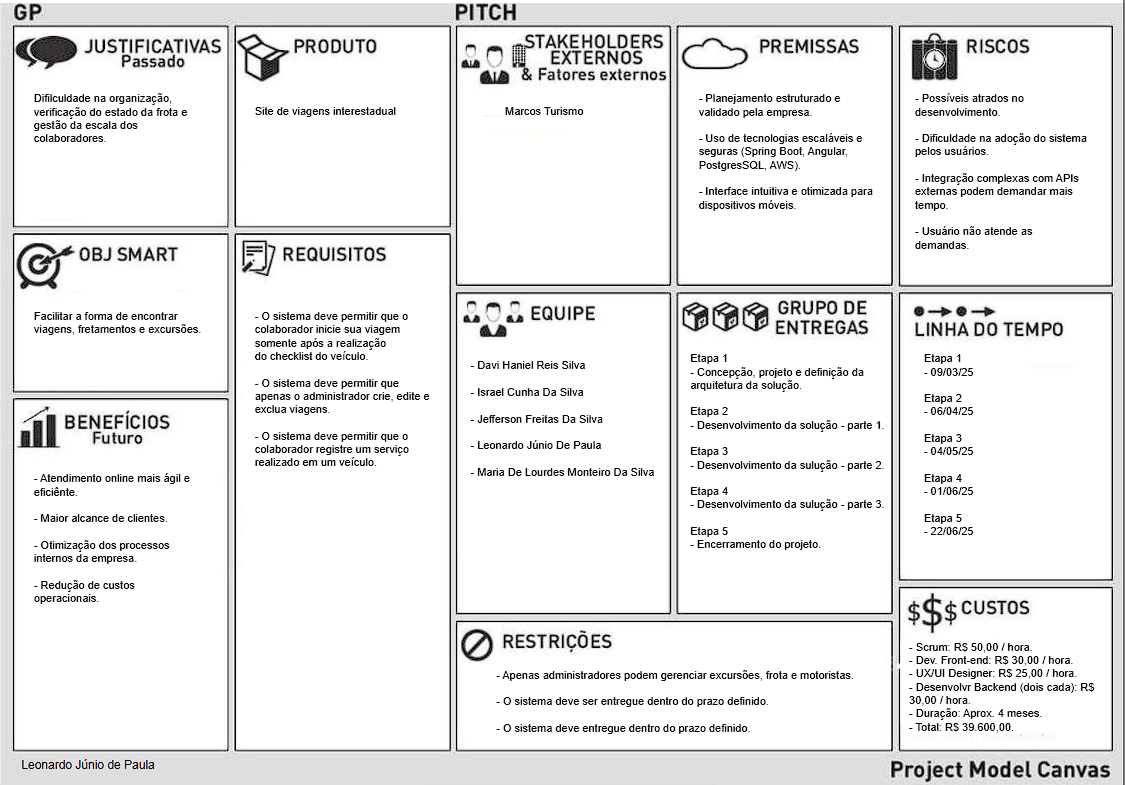 GP
PITCH
JUSTIFICATIVAS
Passado
Difilculdade na organização,
verificação do estado da frota e
gestão da escala dos
colaboradores.
PRODUTO
Site de viagens interestadual
STAKEHOLDERS
EXTERNOS
& Fatores externos
Marcos Turismo
PREMISSAS
- Planejamento estruturado e
validado pela empresa.
- Uso de tecnologias escaláveis e
seguras (Spring Boot, Angular,
PostgresSQL, AWS).
- Interface intuitiva e otimizada para
dispositivos móveis.
RISCOS
- Possíveis atrados no
desenvolvimento.
- Dificuldade na adoção do sistema
pelos usuários.
- Integração complexas com APIs
externas podem demandar mais
tempo.
- Usuário não atende as
demandas.
OBJ SMART
Facilitar a forma de encontrar
viagens, fretamentos e excursões.
REQUISITOS
- O sistema deve permitir que o
colaborador inicie sua viagem
somente após a realização
do checklist do veículo.
- O sistema deve permitir que
apenas o administrador crie, edite e
exclua viagens.
- O sistema deve permitir que o
colaborador registre um serviço
realizado em um veículo.
BENEFÍCIOS
Futuro
- Atendimento online mais ágil e
eficiênte.
- Maior alcance de clientes.
- Otimização dos processos
internos da empresa.
- Redução de custos
operacionais.
EQUIPE
- Davi Haniel Reis Silva
- Israel Cunha Da Silva
- Jefferson Freitas Da Silva
- Leonardo Júnio De Paula
- Maria De Lourdes Monteiro Da Silva
GRUPO DE
ENTREGAS
Etapa 1
- Concepção, projeto e definição da
arquitetura da solução.
Etapa 2
- Desenvolvimento da solução - parte 1.
Etapa 3
- Desenvolvimento da sulução - parte 2.
Etapa 4
- Desenvolvimento da sulução - parte 3.
Etapa 5
- Encerramento do projeto.
LINHA DO TEMPO
Etapa 1
- 09/03/25
Etapa 2
- 06/04/25
Etapa 3
- 04/05/25
Etapa 4
- 01/06/25
Etapa 5
- 22/06/25
RESTRIÇÕES
- Apenas administradores podem gerenciar excursões, frota e motoristas.
- O sistema deve ser entregue dentro do prazo definido.
- O sistema deve entregue dentro do prazo definido.
$$$ CUSTOS
- Scrum: R$ 50,00 / hora.
- Dev. Front-end: R$ 30,00 / hora.
- UX/UI Designer: R$ 25,00 / hora.
- Desenvolvr Backend (dois cada): R$
30,00 / hora.
- Duração: Aprox. 4 meses.
- Total: R$ 39.600,00.
Leonardo Júnio de Paula
Project Model Canvas